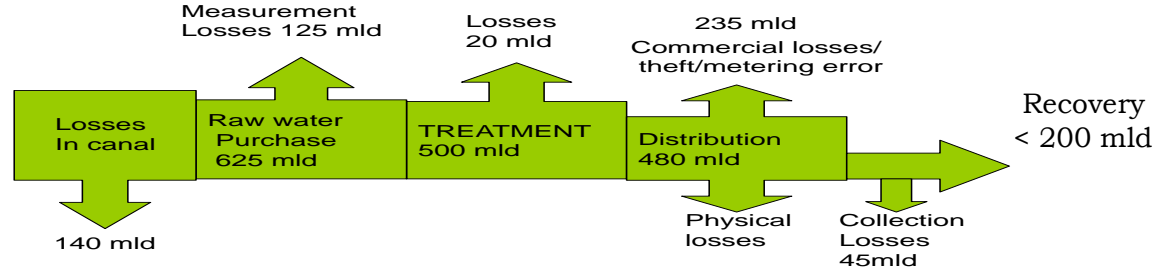 Measurement
Losses 125 mld
Losses
20 mld
235 mld
Commercial losses/
theft/metering error
Losses
In canal
Raw water
Purchase
625 mld
TREATMENT
500 mld
Distribution
480 mld
Recovery
< 200 mld
140 mld
Physical
losses
Collection
Losses
45mld